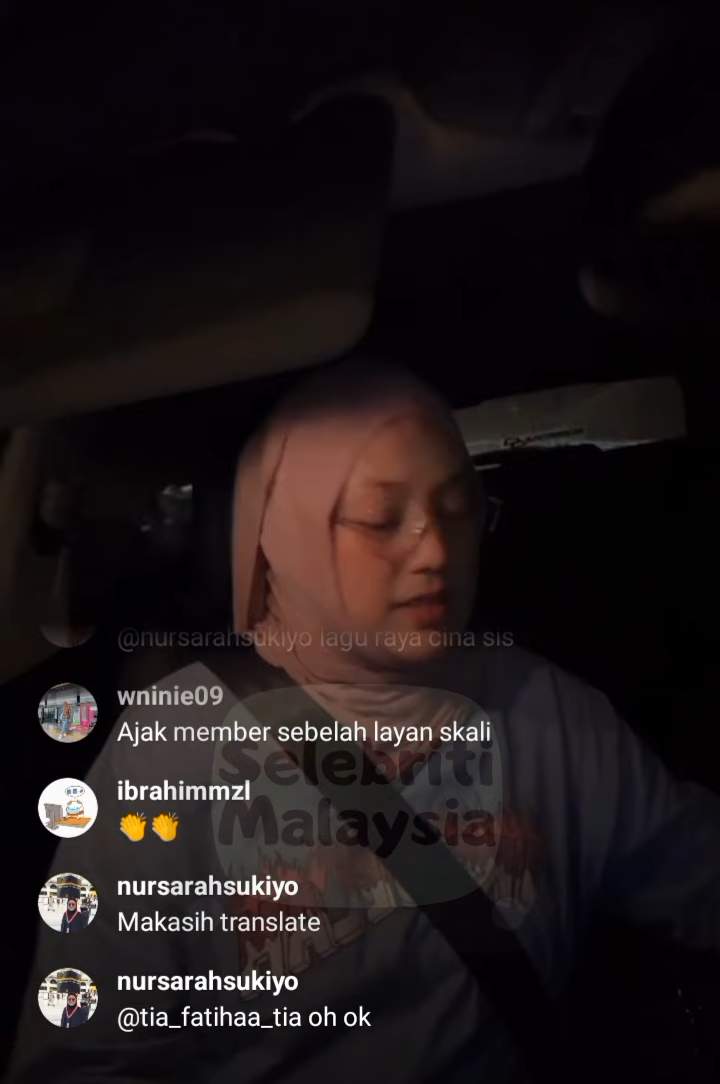 @nursarahsukiyo lagu raya cina sis
wninie09
Ajak member sebelah layan skali
Selebriti
Malaysia
ibrahimmzl
👏👏
nursarahsukiyo
Makasih translate
nursarahsukiyo
@tia_fatihaa_tia oh ok